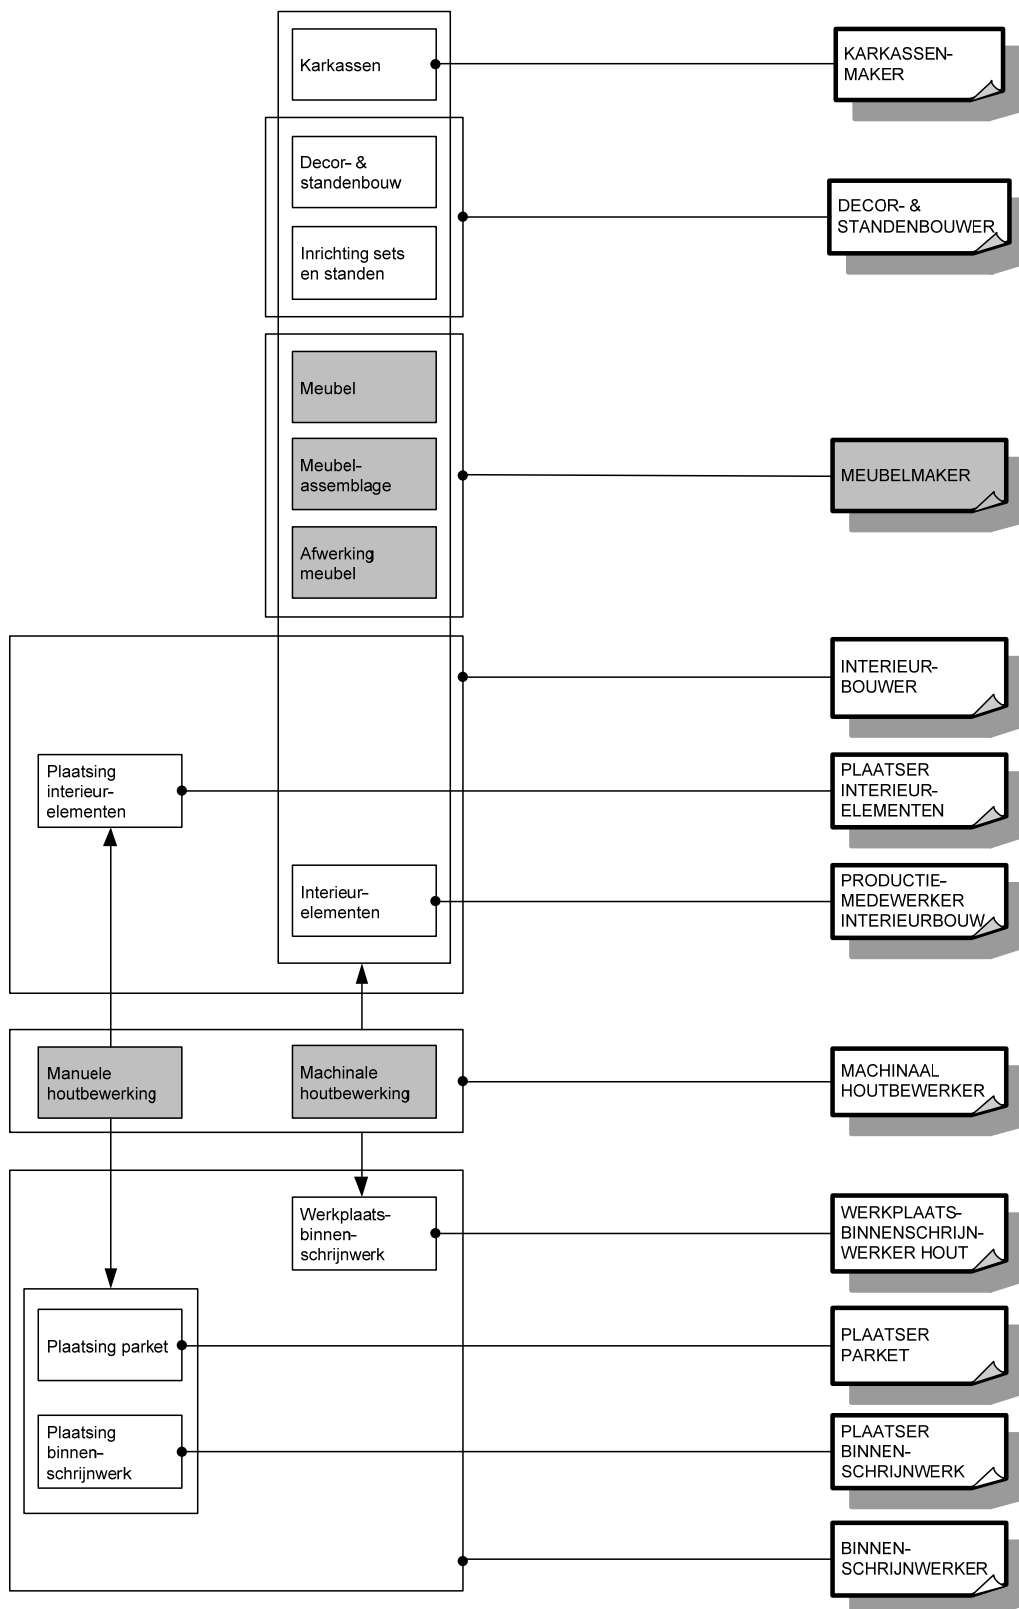 Karkassen
KARKASSEN-
MAKER
Decor- &
standenbouw
Inrichting sets
en standen
DECOR- &
STANDENBOUWER
Meubel
Meubel-
assemblage
Afwerking
meubel
MEUBELMAKER
INTERIEUR-
BOUWER
Plaatsing
interieur-
elementen
PLAATSER
INTERIEUR-
ELEMENTEN
Interieur-
elementen
PRODUCTIE-
MEDEWERKER
INTERIEURBOUW
Manuele
houtbewerking
Machinale
houtbewerking
MACHINAAL
HOUTBEWERKER
Werkplaats-
binnen-
schrijnwerk
WERKPLAATS-
BINNENSCHRIJN-
WERKER HOUT
Plaatsing parket
PLAATSER
PARKET
Plaatsing
binnen-
schrijnwerk
PLAATSER
BINNEN-
SCHRIJNWERK
BINNEN-
SCHRIJNWERKER